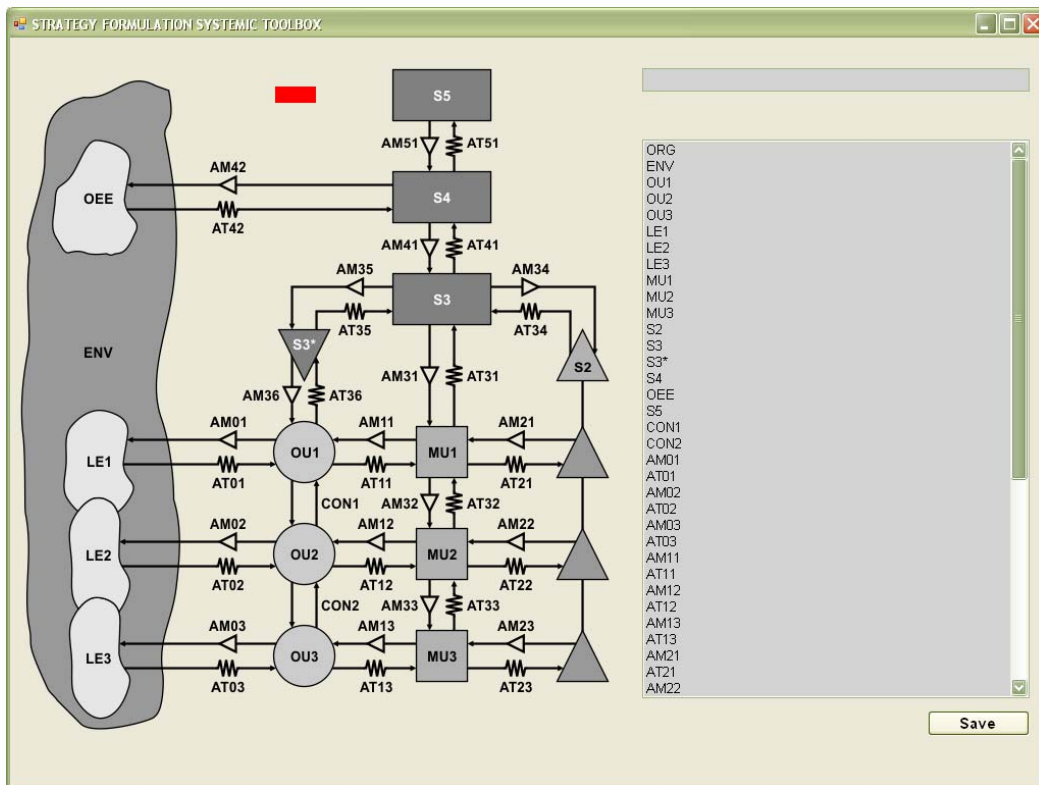 STRATEGY FORMULATION SYSTEMIC TOOLBOX
S5
AM51
AT51
AM42
OEE
S4
AT42
AM41
AT41
AM35
AM34
S3
AT35
AT34
S3*
ENV
S2
AM31
AT31
AM36
AT36
AM01
AM11
AM21
LE1
OU1
MU1
AT01
AT11
AT21
CON1
AM32
AT32
AM02
AM12
AM22
LE2
OU2
MU2
AT02
AT12
AT22
CON2
AM33
AT33
AM03
AM13
AM23
LE3
OU3
MU3
AT03
AT13
AT23
ORG
ENV
OU1
OU2
OU3
LE1
LE2
LE3
MU1
MU2
MU3
S2
S3
S3*
S4
OEE
S5
CON1
CON2
AM01
AT01
AM02
AT02
AM03
AT03
AM11
AT11
AM12
AT12
AM13
AT13
AM21
AT21
AM22
Save